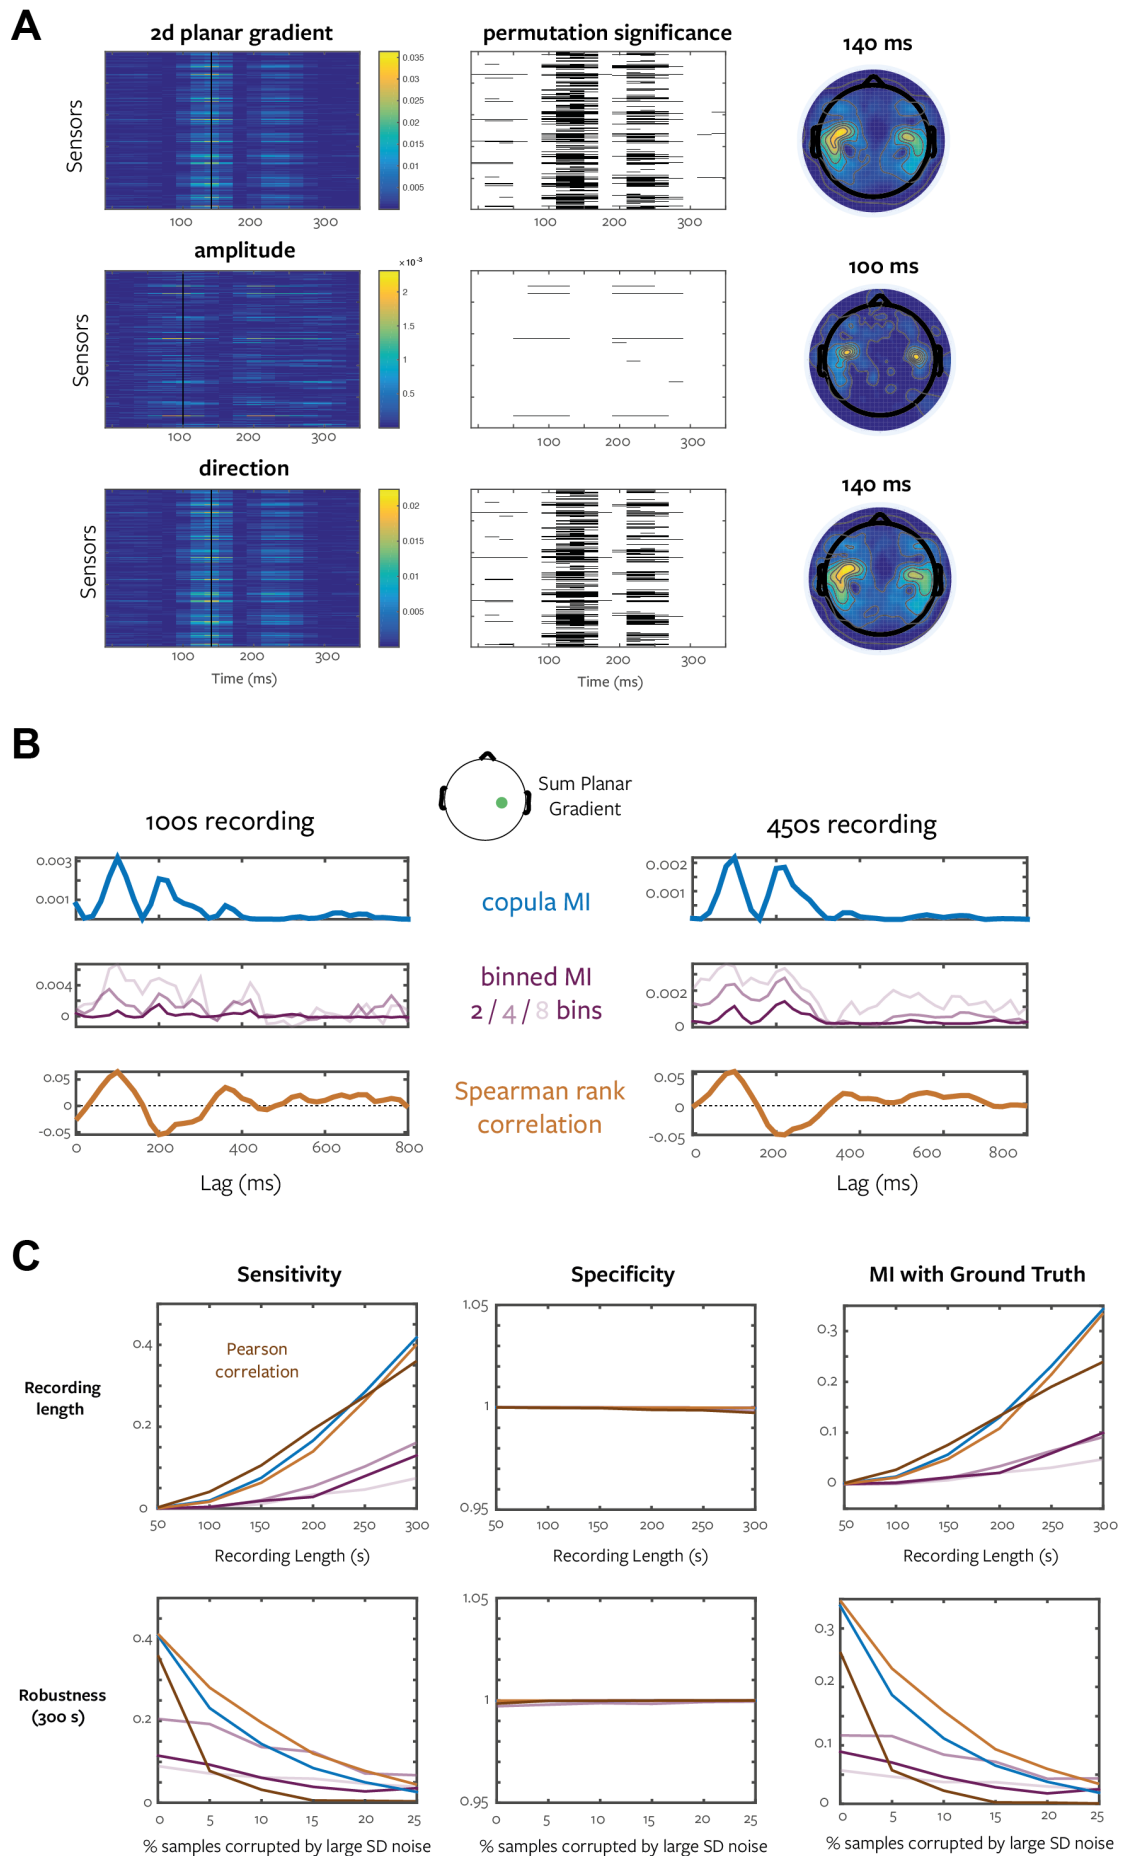 A
2d planar gradient
permutation significance
140 ms
Sensors
0.035
0.03
0.025
0.02
0.015
0.01
0.005
100 200 300
100 200 300
amplitude
100 ms
Sensors
×10⁻³
2
1.5
1
0.5
100 200 300
100 200 300
direction
140 ms
Sensors
0.02
0.015
0.01
0.005
100 200 300
100 200 300
Time (ms)
Time (ms)
B
Sum Planar
Gradient
100s recording
450s recording
0.003
0.001
copula MI
0.002
0.001
0.004
0
binned MI
2 / 4 / 8 bins
0.002
0
0.05
0
-0.05
Spearman rank
correlation
0.05
0
-0.05
0 200 400 600 800
0 200 400 600 800
Lag (ms)
Lag (ms)
C
Sensitivity
Specificity
MI with Ground Truth
Recording
length
Pearson
correlation
0.4
0.2
0
1.05
1
0.95
0.3
0.2
0.1
0
50 100 150 200 250 300
50 100 150 200 250 300
50 100 150 200 250 300
Recording Length (s)
Recording Length (s)
Recording Length (s)
Robustness
(300 s)
0.4
0.2
0
1.05
1
0.95
0.3
0.2
0.1
0
0 5 10 15 20 25
0 5 10 15 20 25
0 5 10 15 20 25
% samples corrupted by large SD noise
% samples corrupted by large SD noise
% samples corrupted by large SD noise